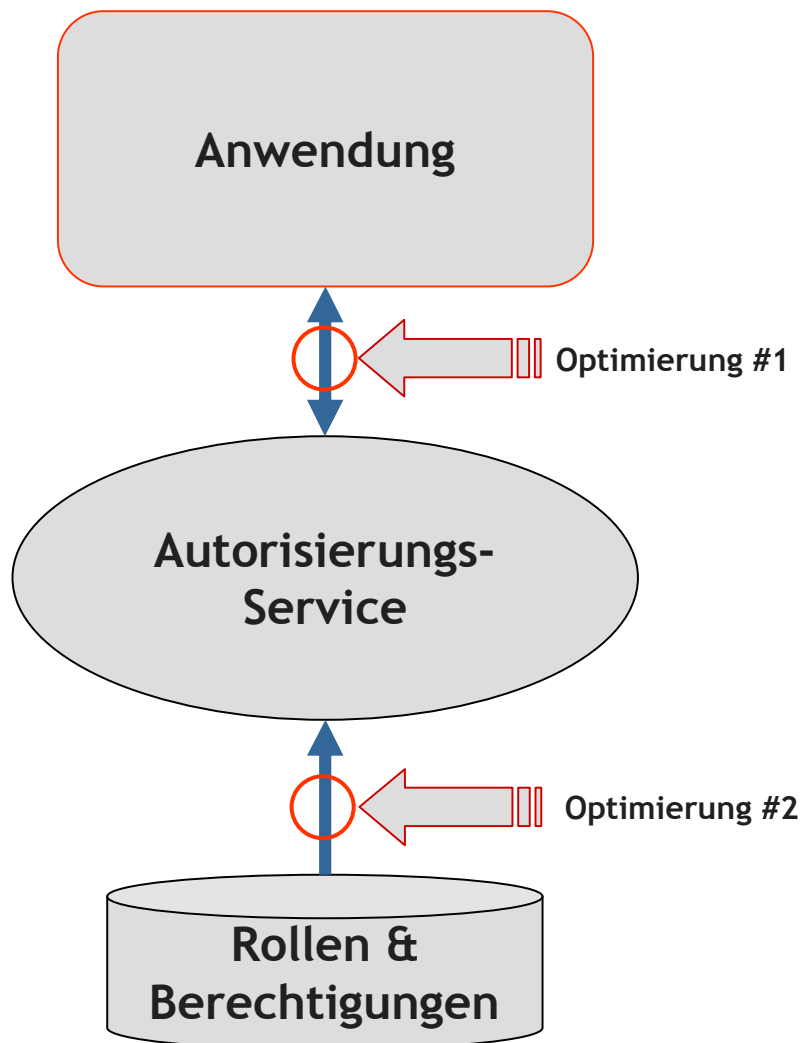 Anwendung
Optimierung #1
Autorisierungs-
Service
Optimierung #2
Rollen &
Berechtigungen